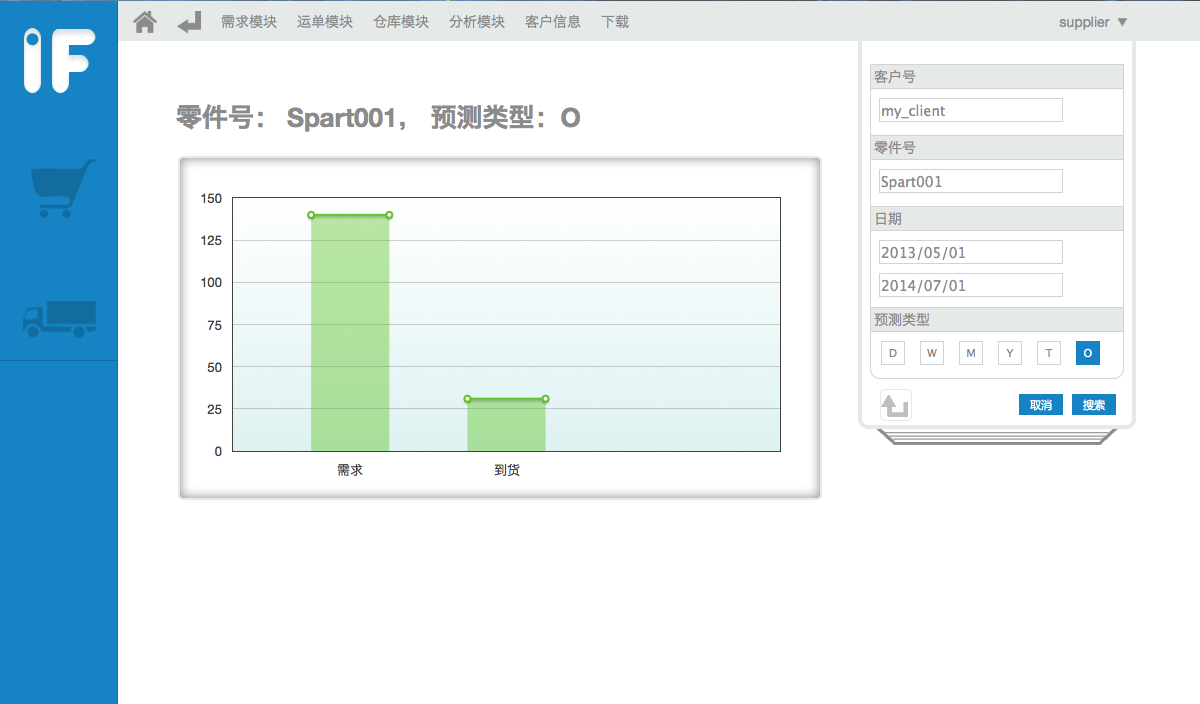 IF
需求模块 运单模块 仓库模块 分析模块 客户信息 下载 supplier ▼
零件号： Spart001， 预测类型：O
150
125
100
75
50
25
0
需求 到货
客户号
my_client
零件号
Spart001
日期
2013/05/01
2014/07/01
预测类型
D W M Y T O
取消 搜索